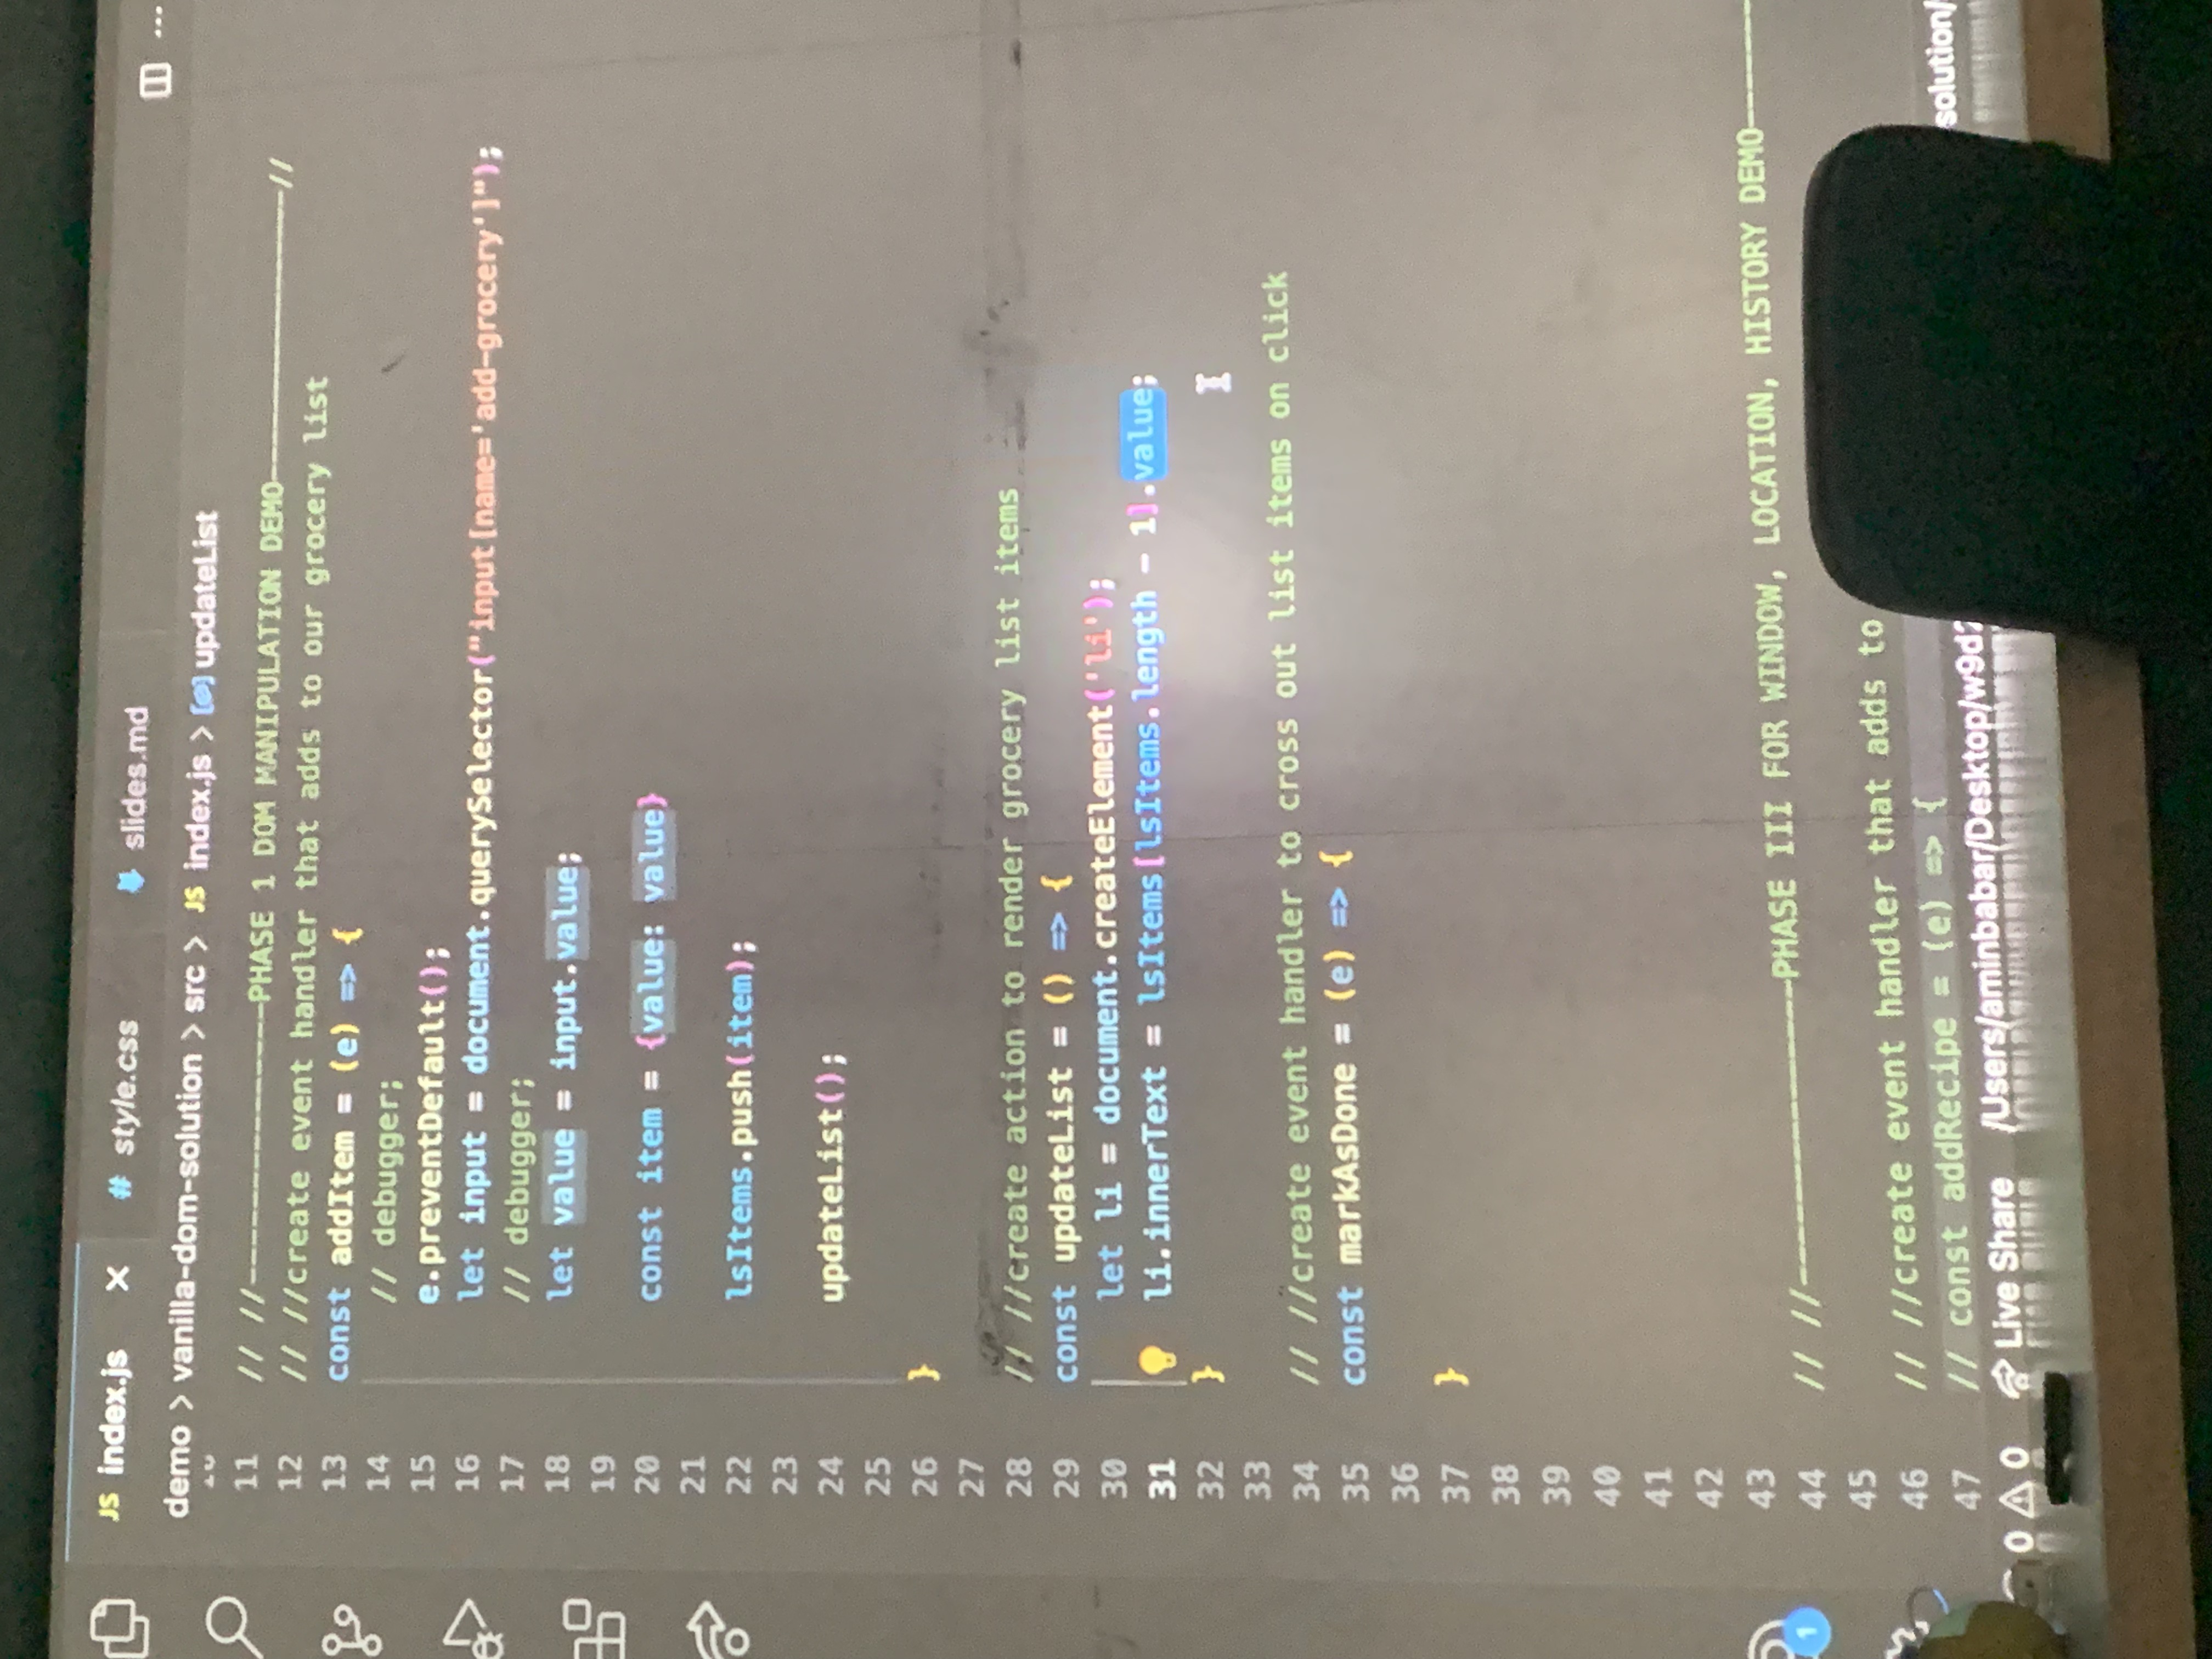 JS index.js × # style.css slides.md
demo > vanilla-dom-solution > src > JS index.js > updateList
11 // //---------------PHASE 1 DOM MANIPULATION DEMO---------------//
12 // //create event handler that adds to our grocery list
13 const addItem = (e) => {
14 // debugger;
15 e.preventDefault();
16 let input = document.querySelector("input[name='add-grocery']");
17 // debugger;
18 let value = input.value;
19
20 const item = {value: value}
21
22 lsItems.push(item);
23
24 updateList();
25
26 }
27
28 // //create action to render grocery list items
29 const updateList = () => {
30 let li = document.createElement('li');
31 li.innerText = lsItems[lsItems.length - 1].value;
32 }
33
34 // //create event handler to cross out list items on click
35 const markAsDone = (e) => {
36
37 }
38
39
40
41
42
43
44 // //---------------PHASE III FOR WINDOW, LOCATION, HISTORY DEMO------
45
46 // //create event handler that adds to
47 // const addRecipe = (e) => {
1
0 0 Live Share /Users/aminbabar/Desktop/w9d2 solution/